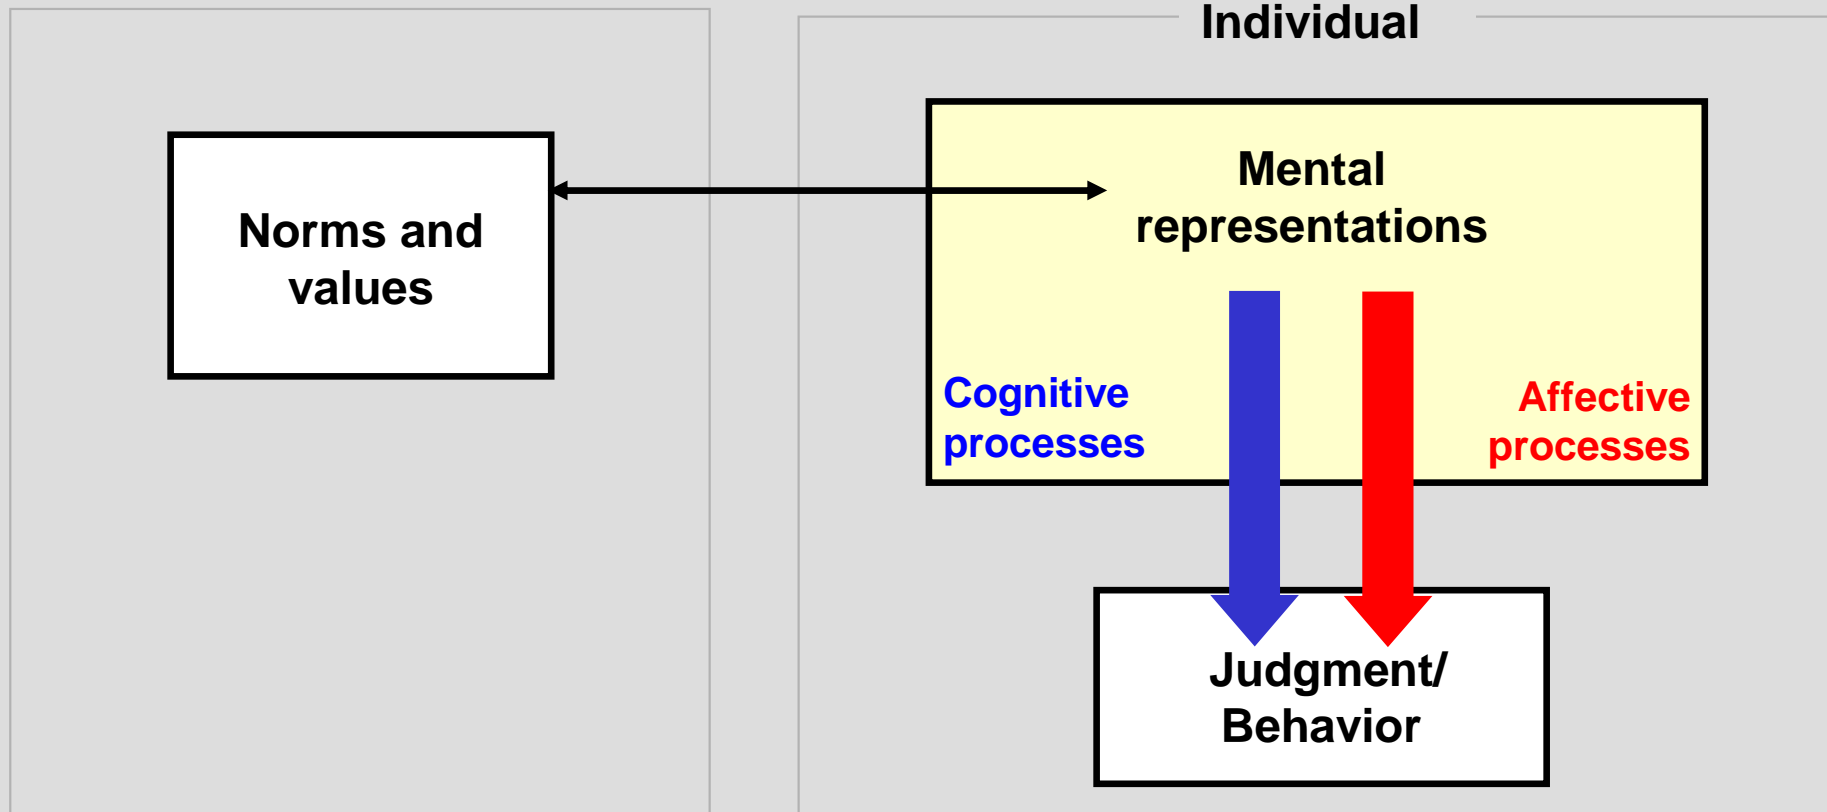 Individual
Norms and
values
Mental
representations
Cognitive
processes
Affective
processes
Judgment/
Behavior